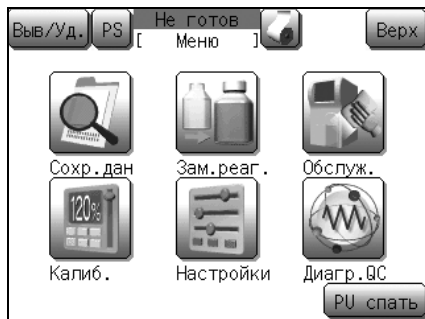 Выв/Уд. PS Не готов Верх
[ Меню ]
Сохр.дан Зам.реаг. Обслуж.
120%
Калиб. Настройки Диагр.QC
PU спать